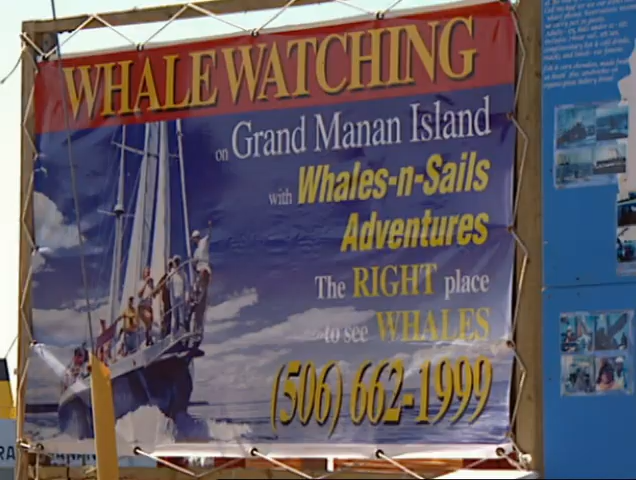 WHALE WATCHING
on Grand Manan Island
with Whales-n-Sails
Adventures
The RIGHT place
to see WHALES
(506) 662-1999